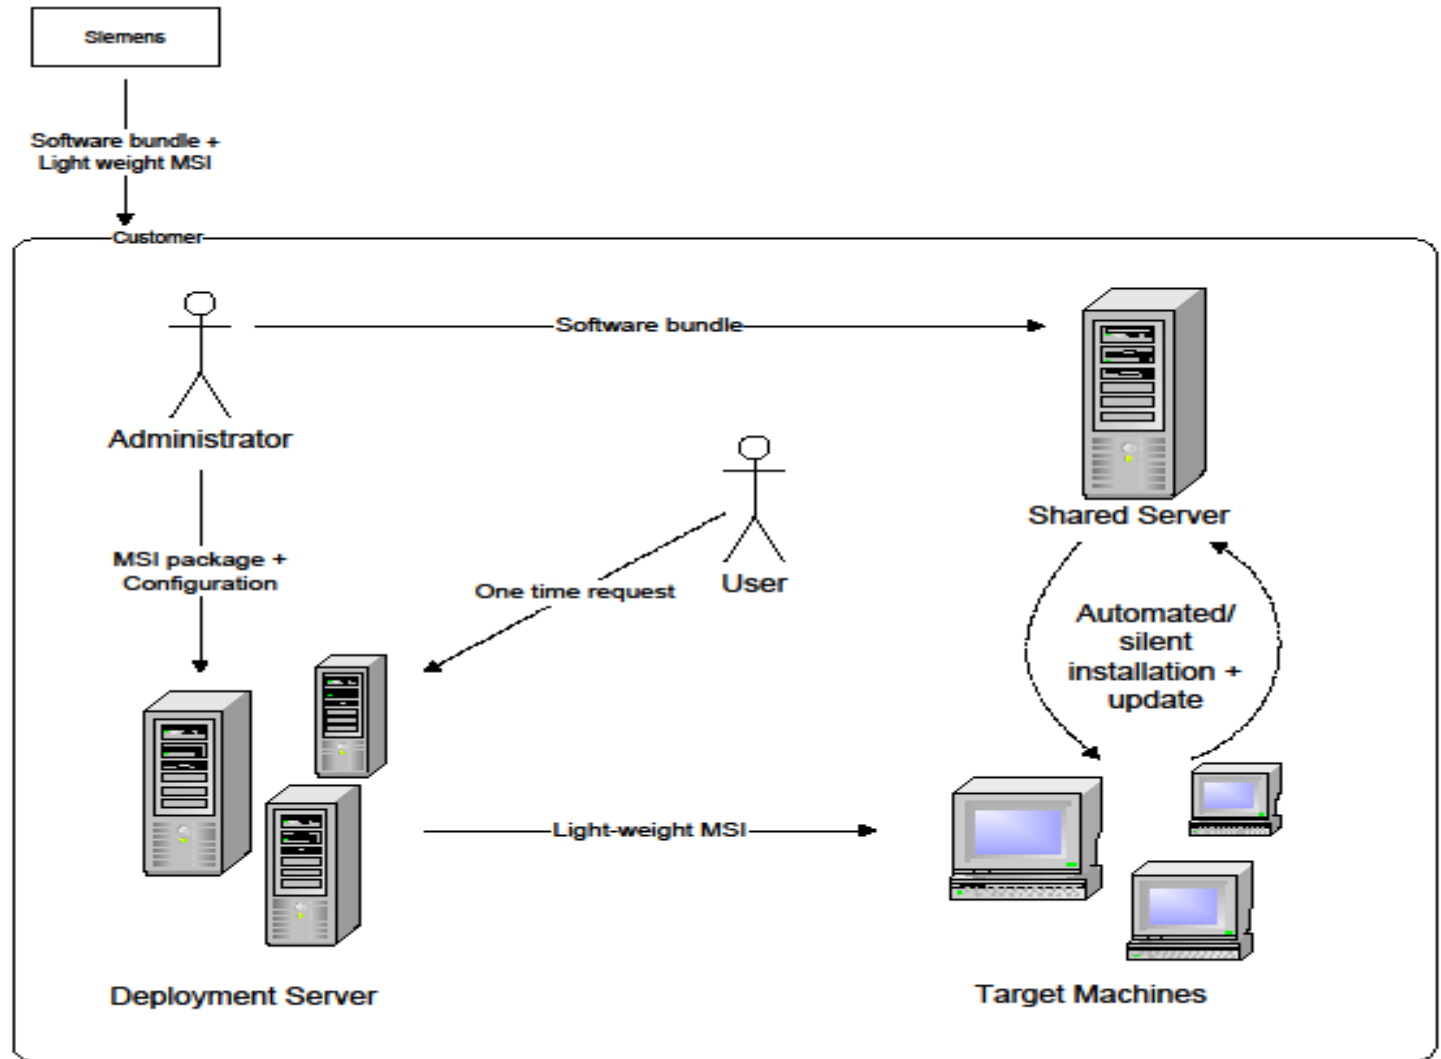 Siemens
Software bundle +
Light weight MSI
Customer
Software bundle
Administrator
Shared Server
MSI package +
Configuration
One time request
User
Automated/
silent
installation +
update
Light-weight MSI
Deployment Server
Target Machines